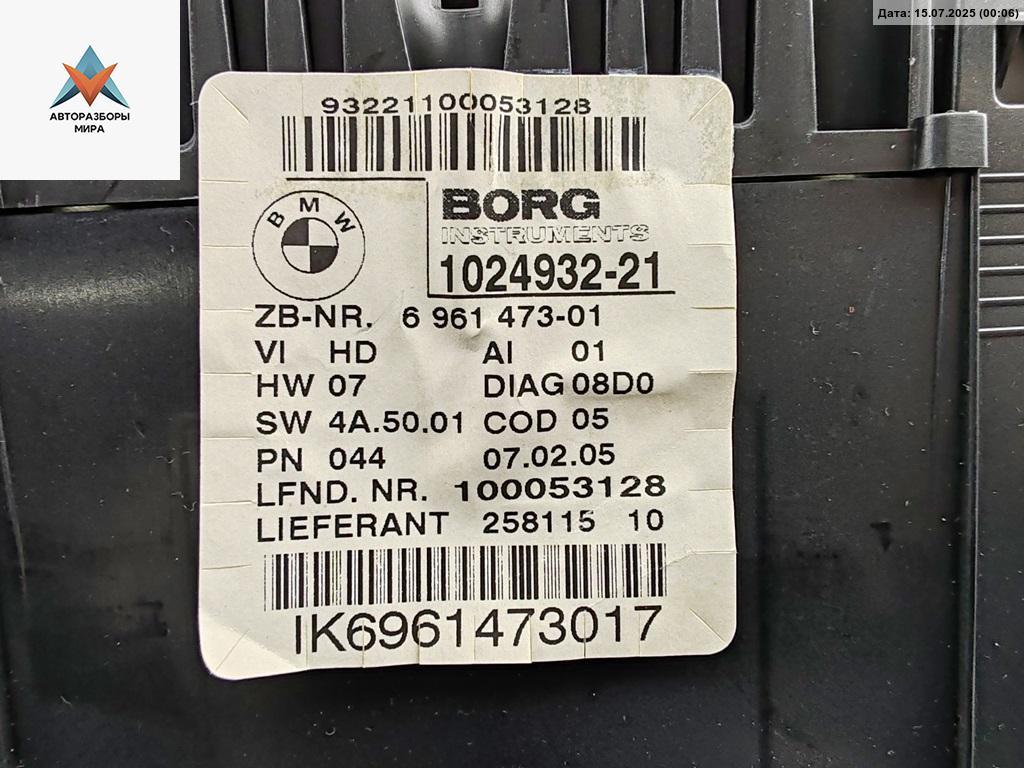 Дата: 15.07.2025 (00:06)
АВТОРАЗБОРЫ
МИРА
93221100053128
BMW
BORG
INSTRUMENTS
1024932-21
ZB-NR. 6 961 473-01
VI HD AI 01
HW 07 DIAG 08D0
SW 4A.50.01 COD 05
PN 044 07.02.05
LFND. NR. 100053128
LIEFERANT 258115 10
IK6961473017